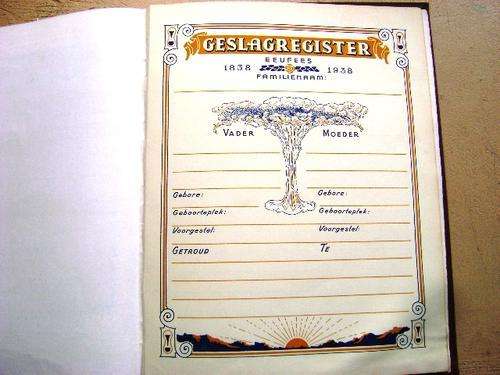 GESLAGREGISTER
EEUFEES
1838 1938
FAMILIENAAM:
VADER MOEDER
Gebore: Gebore:
Geboorteplek: Geboorteplek:
Voorgestel: Voorgestel:
GETROUD TE